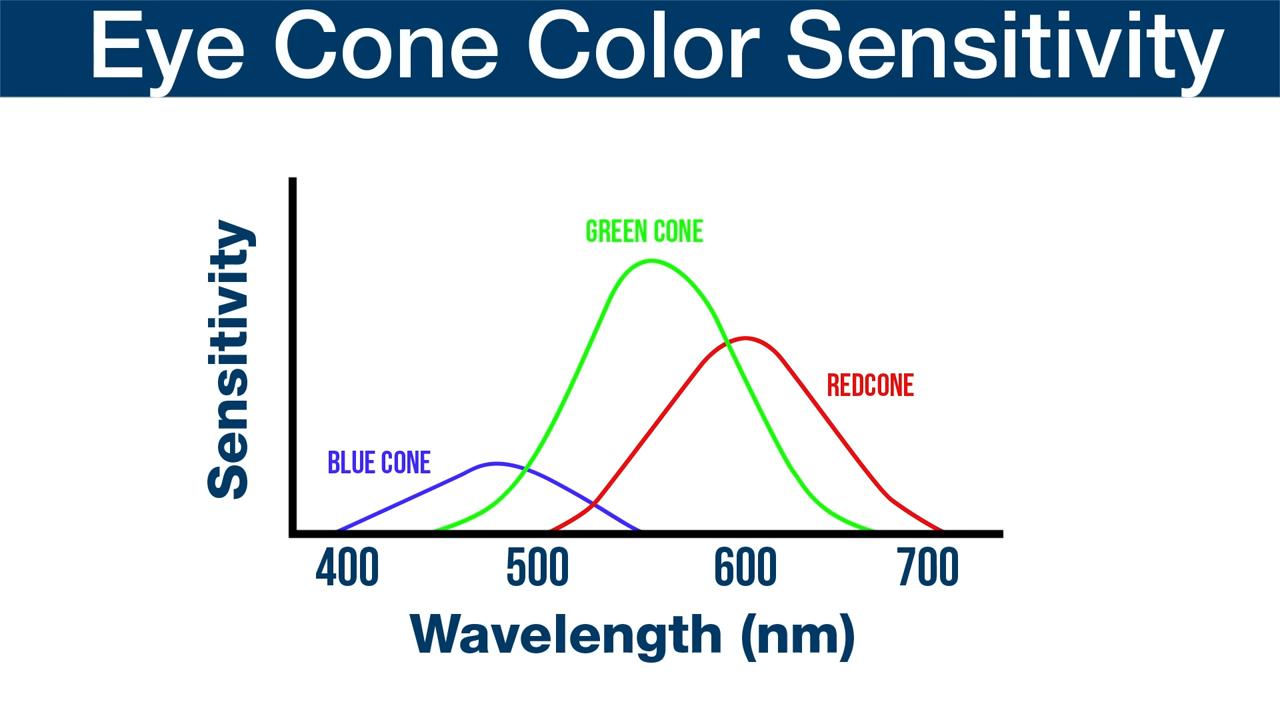 Eye Cone Color Sensitivity
Sensitivity
GREEN CONE
REDCONE
BLUE CONE
400 500 600 700
Wavelength (nm)